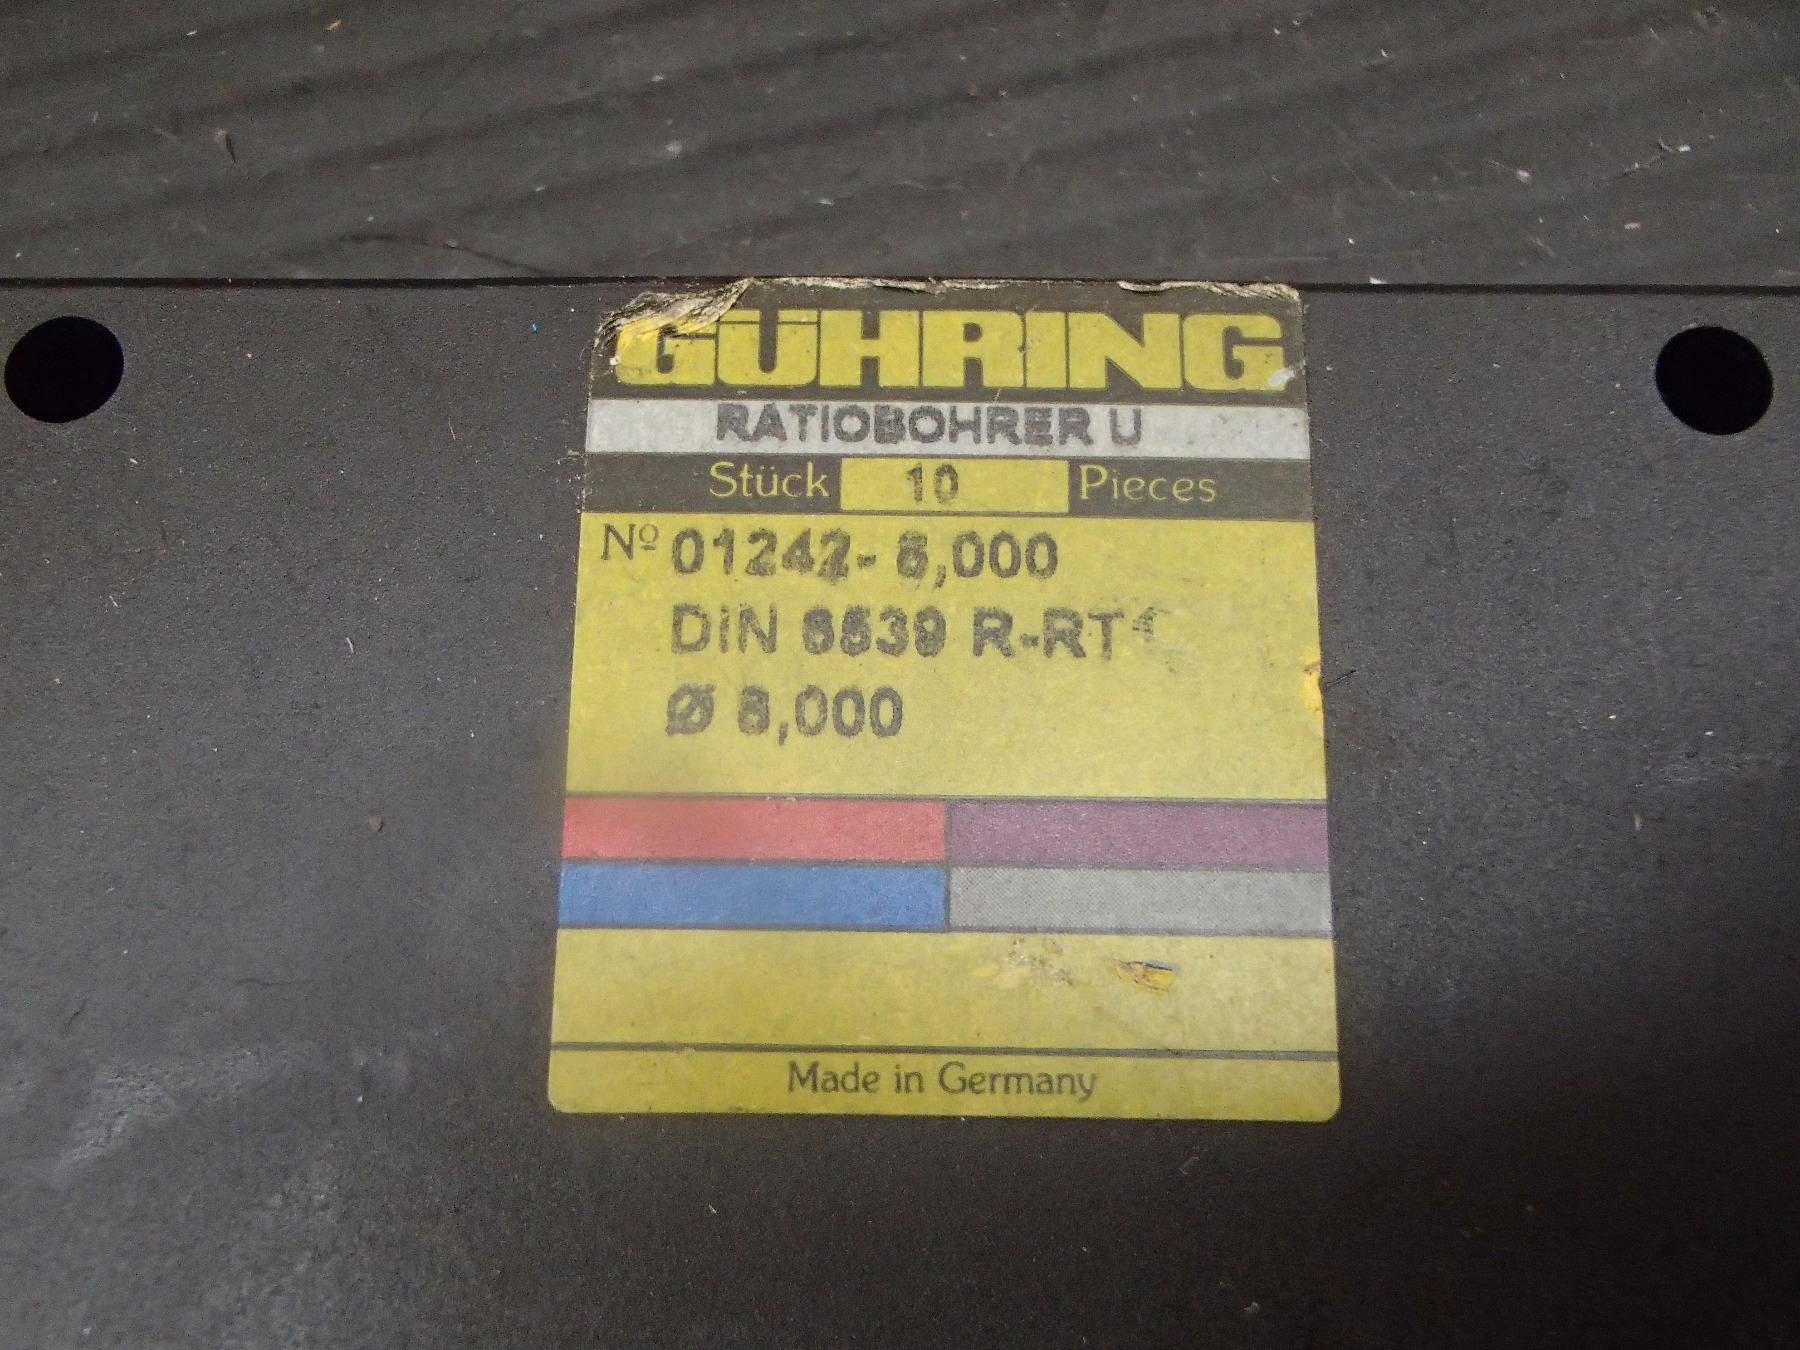 GÜHRING
RATIOBOHRER U
Stück 10 Pieces
Nº 01242- 8,000
DIN 6539 R-RT1
Ø 8,000
Made in Germany